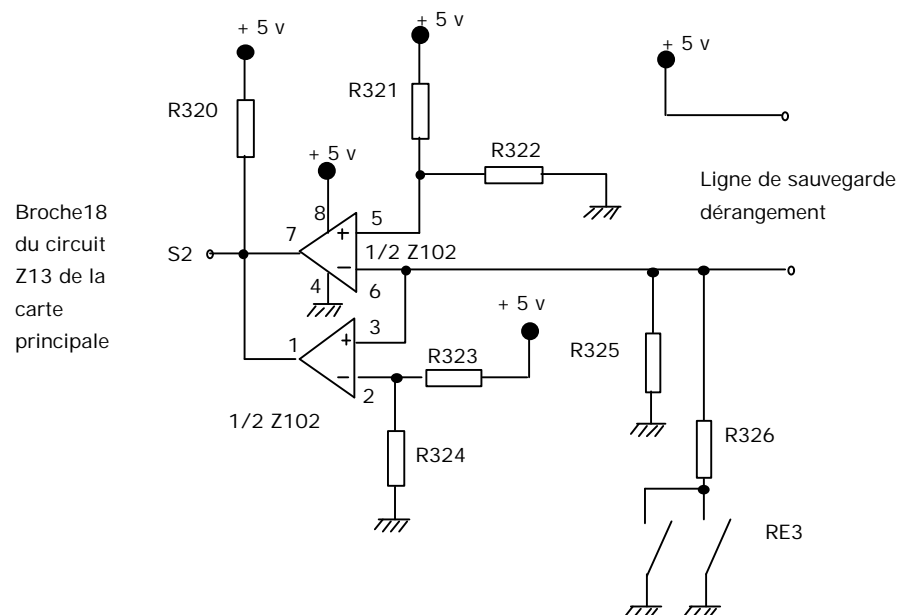 + 5 v
+ 5 v
+ 5 v
R321
R320
R322
+ 5 v
Ligne de sauvegarde
dérangement
Broche18
du circuit
Z13 de la
carte
principale
8
5
7
+
1/2 Z102
S2
−
4
6
+ 5 v
3
1
+
R323
R325
−
2
1/2 Z102
R324
R326
RE3